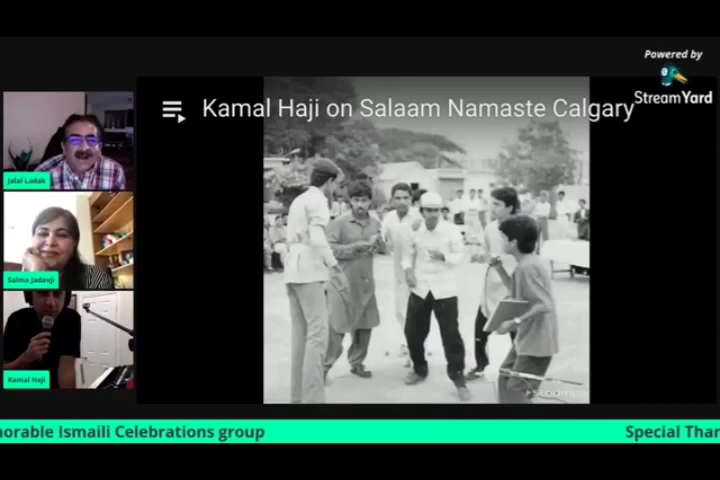 Powered by
StreamYard
Kamal Haji on Salaam Namaste Calgary
Jalal Ladak
Salma Jadavji
Kamal Haji
orable Ismaili Celebrations group
Special Than